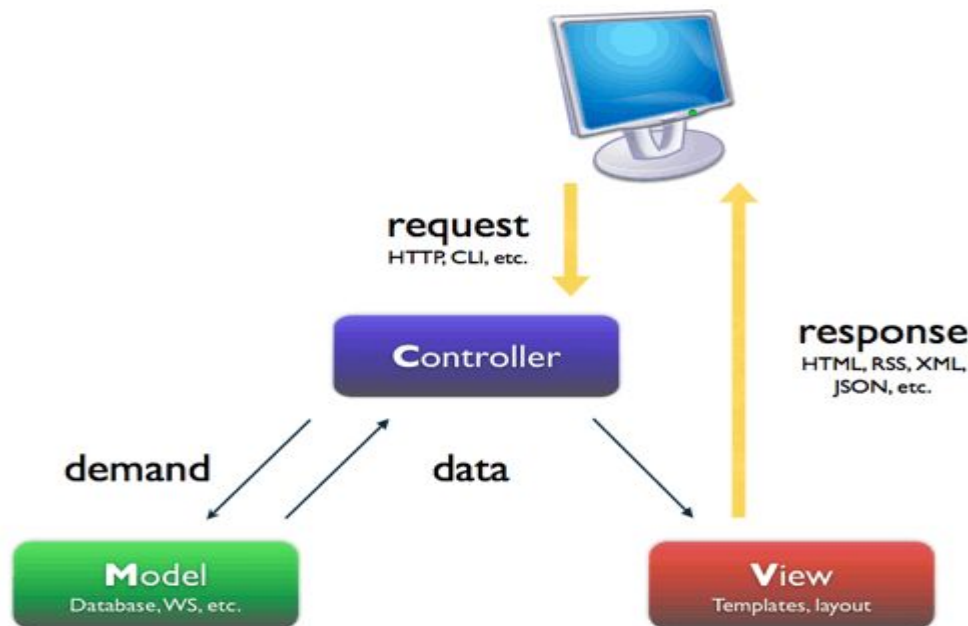 request
HTTP, CLI, etc.
Controller
response
HTML, RSS, XML,
JSON, etc.
demand
data
Model
Database, WS, etc.
View
Templates, layout